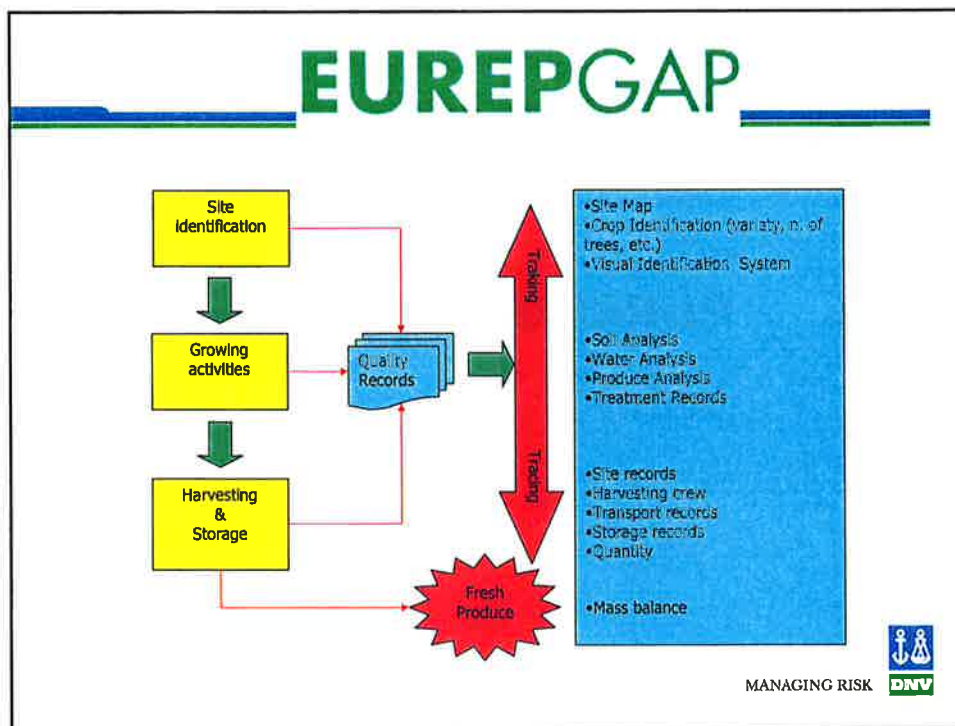 EUREPGAP
Site
identification
Growing
activities
Harvesting
&
Storage
Quality
Records
Traking
Tracing
Fresh
Produce
•Site Map
•Crop Identification (variety, n. of
trees, etc.)
•Visual Identification System
•Soil Analysis
•Water Analysis
•Produce Analysis
•Treatment Records
•Site records
•Harvesting crew
•Transport records
•Storage records
•Quantity
•Mass balance
MANAGING RISK
DNV